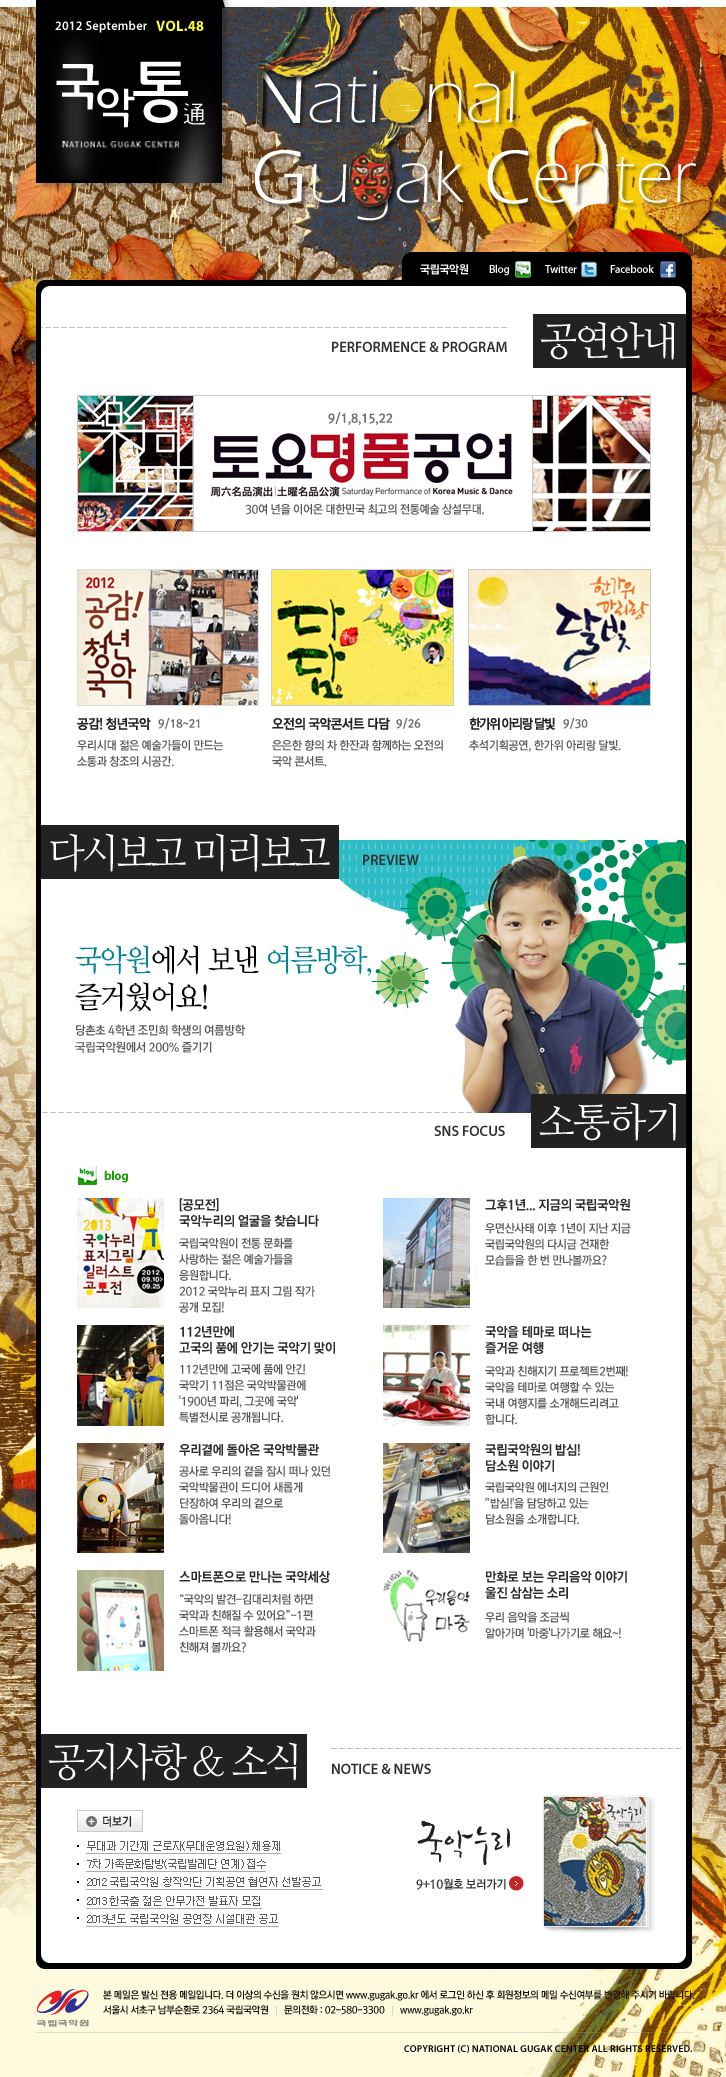 2012 September VOL.48
국악통通
NATIONAL GUGAK CENTER
National
Gugak Center
국립국악원 Blog blog Twitter Facebook
공연안내
PERFORMENCE & PROGRAM
9/1,8,15,22
토요명품공연
周六名品演出 | 土曜名品公演 Saturday Performance of Korea Music & Dance
30여 년을 이어온 대한민국 최고의 전통예술 상설무대.
2012
공감!
청년
국악
다담
한가위
아리랑
달빛
공감! 청년국악 9/18~21
우리시대 젊은 예술가들이 만드는
소통과 창조의 시공간.
오전의 국악콘서트 다담 9/26
은은한 향의 차 한잔과 함께하는 오전의
국악 콘서트.
한가위 아리랑 달빛 9/30
추석기획공연, 한가위 아리랑 달빛.
다시보고 미리보고
PREVIEW
국악원에서 보낸 여름방학,
즐거웠어요!
당촌초 4학년 조민희 학생의 여름방학
국립국악원에서 200% 즐기기
소통하기
SNS FOCUS
blog blog
2013
국악누리
표지그림
일러스트
공모전
2012
09.10>
09.25
[공모전]
국악누리의 얼굴을 찾습니다
국립국악원이 전통 문화를
사랑하는 젊은 예술가들을
응원합니다.
2012 국악누리 표지 그림 작가
공개 모집!
그후1년... 지금의 국립국악원
우면산사태 이후 1년이 지난 지금
국립국악원의 다시금 건재한
모습들을 한 번 만나볼까요?
112년만에
고국의 품에 안기는 국악기 맞이
112년만에 고국에 품에 안긴
국악기 11점은 국악박물관에
'1900년 파리, 그곳에 국악'
특별전시로 공개됩니다.
국악을 테마로 떠나는
즐거운 여행
국악과 친해지기 프로젝트2번째!
국악을 테마로 여행할 수 있는
국내 여행지를 소개해드리려고
합니다.
우리곁에 돌아온 국악박물관
공사로 우리의 곁을 잠시 떠나 있던
국악박물관이 드디어 새롭게
단장하여 우리의 곁으로
돌아옵니다!
국립국악원의 밥심!
담소원 이야기
국립국악원 에너지의 근원인
"밥심!'을 담당하고 있는
담소원을 소개합니다.
스마트폰으로 만나는 국악세상
"국악의 발견-김대리처럼 하면
국악과 친해질 수 있어요"-1편
스마트폰 적극 활용해서 국악과
친해져 볼까요?
우리음악
마중
만화로 보는 우리음악 이야기
울진 삼삼는 소리
우리 음악을 조금씩
알아가며 '마중'나가기로 해요~!
공지사항 & 소식
NOTICE & NEWS
더보기
무대과 기간제 근로자(무대운영요원) 채용제
7차 가족문화탐방(국립발레단 연계) 접수
2012 국립국악원 창작악단 기획공연 협연자 선발공고
2013 한국춤 젊은 안무가전 발표자 모집
2013년도 국립국악원 공연장 시설대관 공고
국악누리
9+10월호 보러가기
국악누리
국립국악원
본 메일은 발신 전용 메일입니다. 더 이상의 수신을 원치 않으시면 www.gugak.go.kr 에서 로그인 하신 후 회원정보의 메일 수신여부를 변경해 주시기 바랍니다.
서울시 서초구 남부순환로 2364 국립국악원 | 문의전화 : 02-580-3300 | www.gugak.go.kr
COPYRIGHT (C) NATIONAL GUGAK CENTER ALL RIGHTS RESERVED.